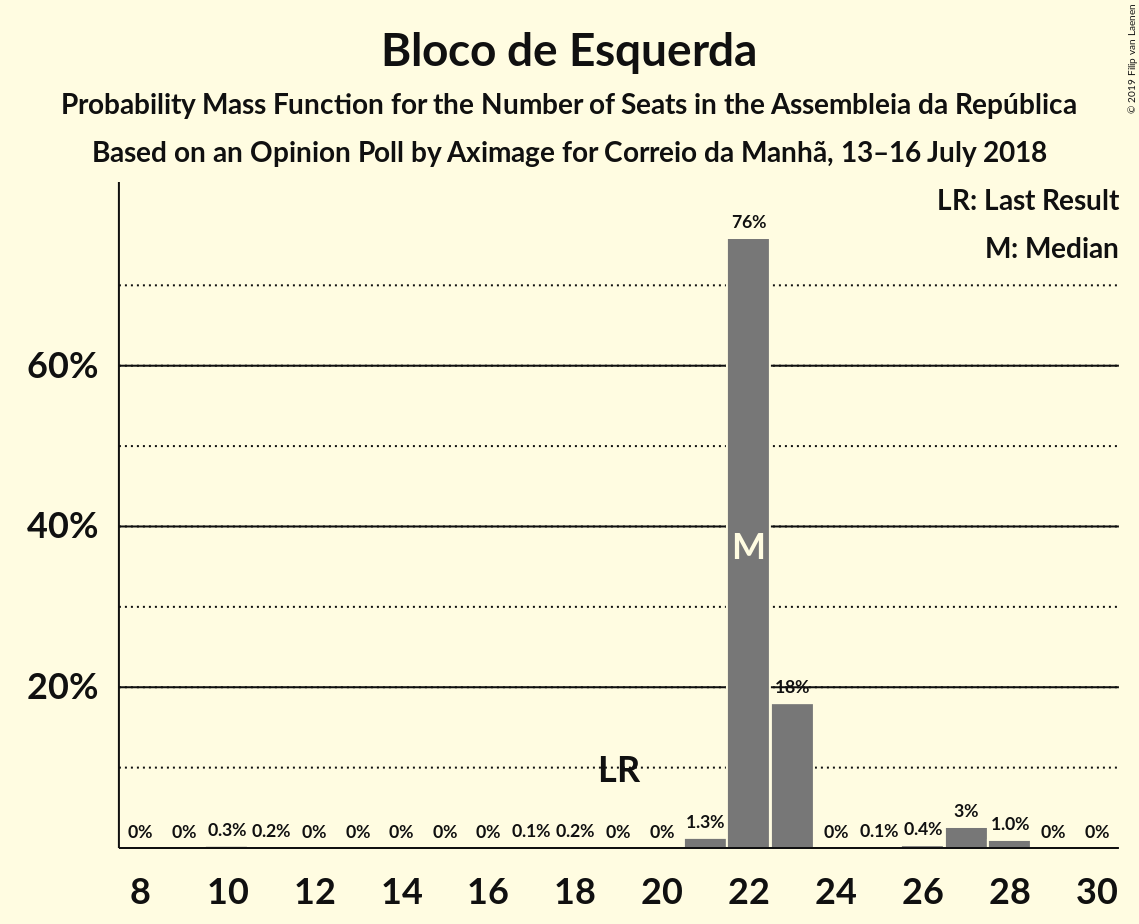 Bloco de Esquerda
Probability Mass Function for the Number of Seats in the Assembleia da República
Based on an Opinion Poll by Aximage for Correio da Manhã, 13–16 July 2018
© 2019 Filip van Laenen
LR: Last Result
M: Median
76%
60%
40%
M
20%
18%
LR
0% 0% 0.3% 0.2% 0% 0% 0% 0% 0% 0.1% 0.2% 0% 0% 1.3% 0% 0.1% 0.4% 3% 1.0% 0% 0%
8 10 12 14 16 18 20 22 24 26 28 30